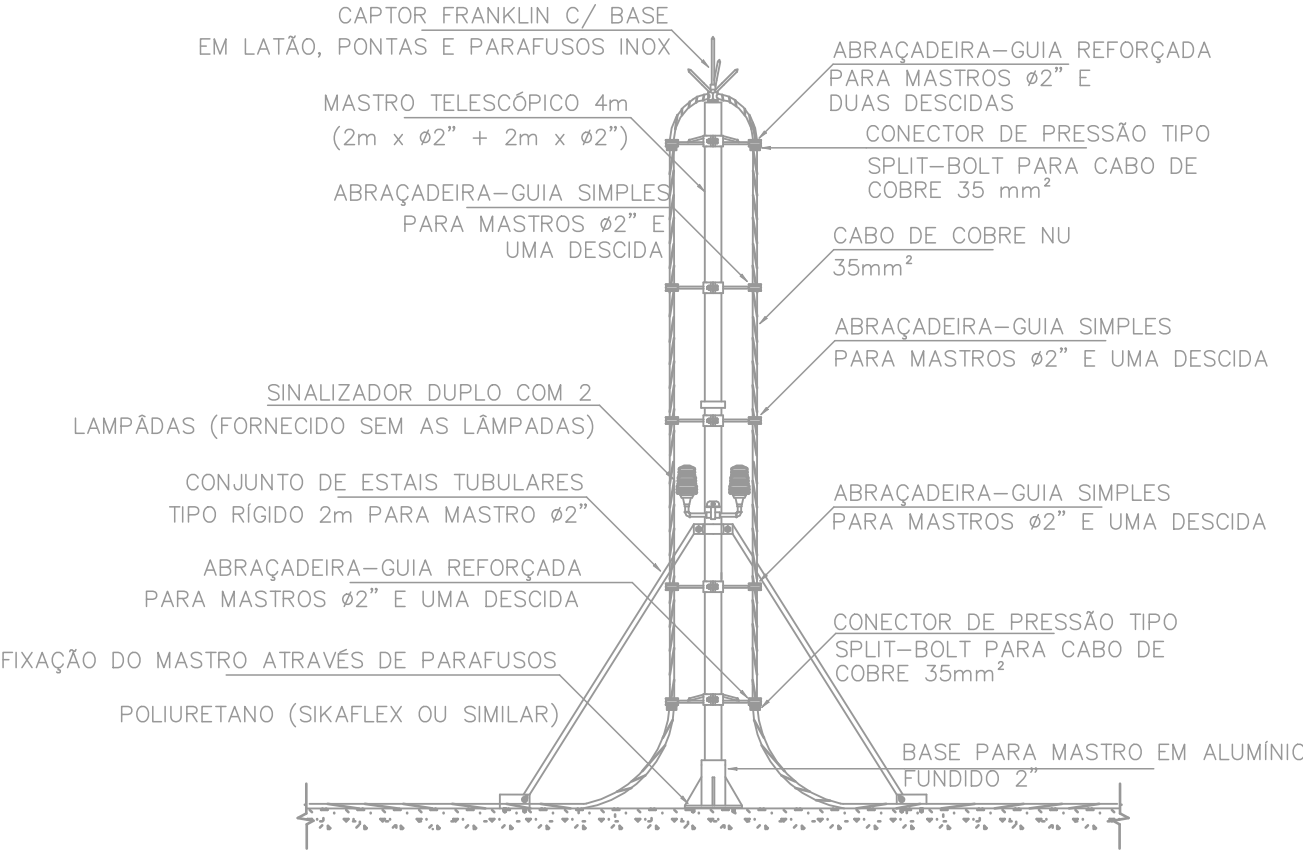 CAPTOR FRANKLIN C/ BASE
EM LATÃO, PONTAS E PARAFUSOS INOX
MASTRO TELESCÓPICO 4m
(2m x ø2" + 2m x ø2")
ABRAÇADEIRA-GUIA SIMPLES
PARA MASTROS ø2" E
UMA DESCIDA
SINALIZADOR DUPLO COM 2
LAMPÂDAS (FORNECIDO SEM AS LÂMPADAS)
CONJUNTO DE ESTAIS TUBULARES
TIPO RÍGIDO 2m PARA MASTRO ø2"
ABRAÇADEIRA-GUIA REFORÇADA
PARA MASTROS ø2" E UMA DESCIDA
FIXAÇÃO DO MASTRO ATRAVÉS DE PARAFUSOS
POLIURETANO (SIKAFLEX OU SIMILAR)
ABRAÇADEIRA-GUIA REFORÇADA
PARA MASTROS ø2" E
DUAS DESCIDAS
CONECTOR DE PRESSÃO TIPO
SPLIT-BOLT PARA CABO DE
COBRE 35 mm²
CABO DE COBRE NU
35mm²
ABRAÇADEIRA-GUIA SIMPLES
PARA MASTROS ø2" E UMA DESCIDA
ABRAÇADEIRA-GUIA SIMPLES
PARA MASTROS ø2" E UMA DESCIDA
CONECTOR DE PRESSÃO TIPO
SPLIT-BOLT PARA CABO DE
COBRE 35mm²
BASE PARA MASTRO EM ALUMÍNIO
FUNDIDO 2"